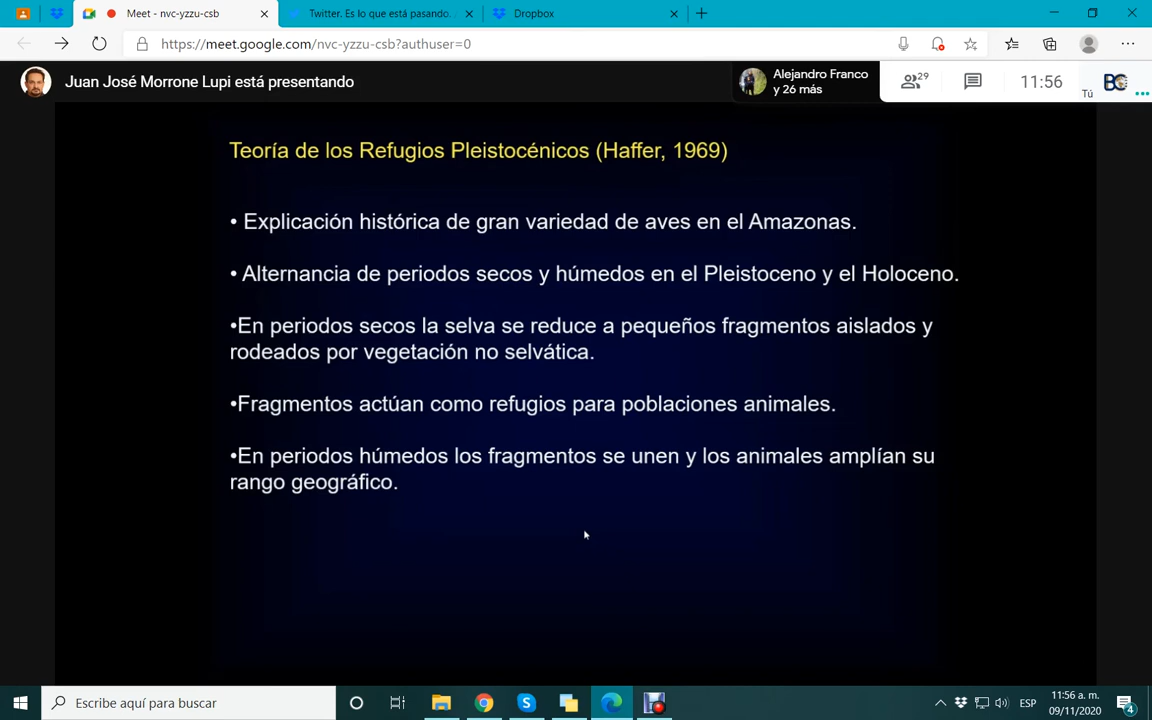 Meet - nvc-yzzu-csb
Twitter. Es lo que está pasando.
Dropbox
https://meet.google.com/nvc-yzzu-csb?authuser=0
Juan José Morrone Lupi está presentando
Alejandro Franco
y 26 más
29
11:56
Tú
BC
Teoría de los Refugios Pleistocénicos (Haffer, 1969)
• Explicación histórica de gran variedad de aves en el Amazonas.
• Alternancia de periodos secos y húmedos en el Pleistoceno y el Holoceno.
•En periodos secos la selva se reduce a pequeños fragmentos aislados y
rodeados por vegetación no selvática.
•Fragmentos actúan como refugios para poblaciones animales.
•En periodos húmedos los fragmentos se unen y los animales amplían su
rango geográfico.
Escribe aquí para buscar
ESP
11:56 a. m.
09/11/2020
4